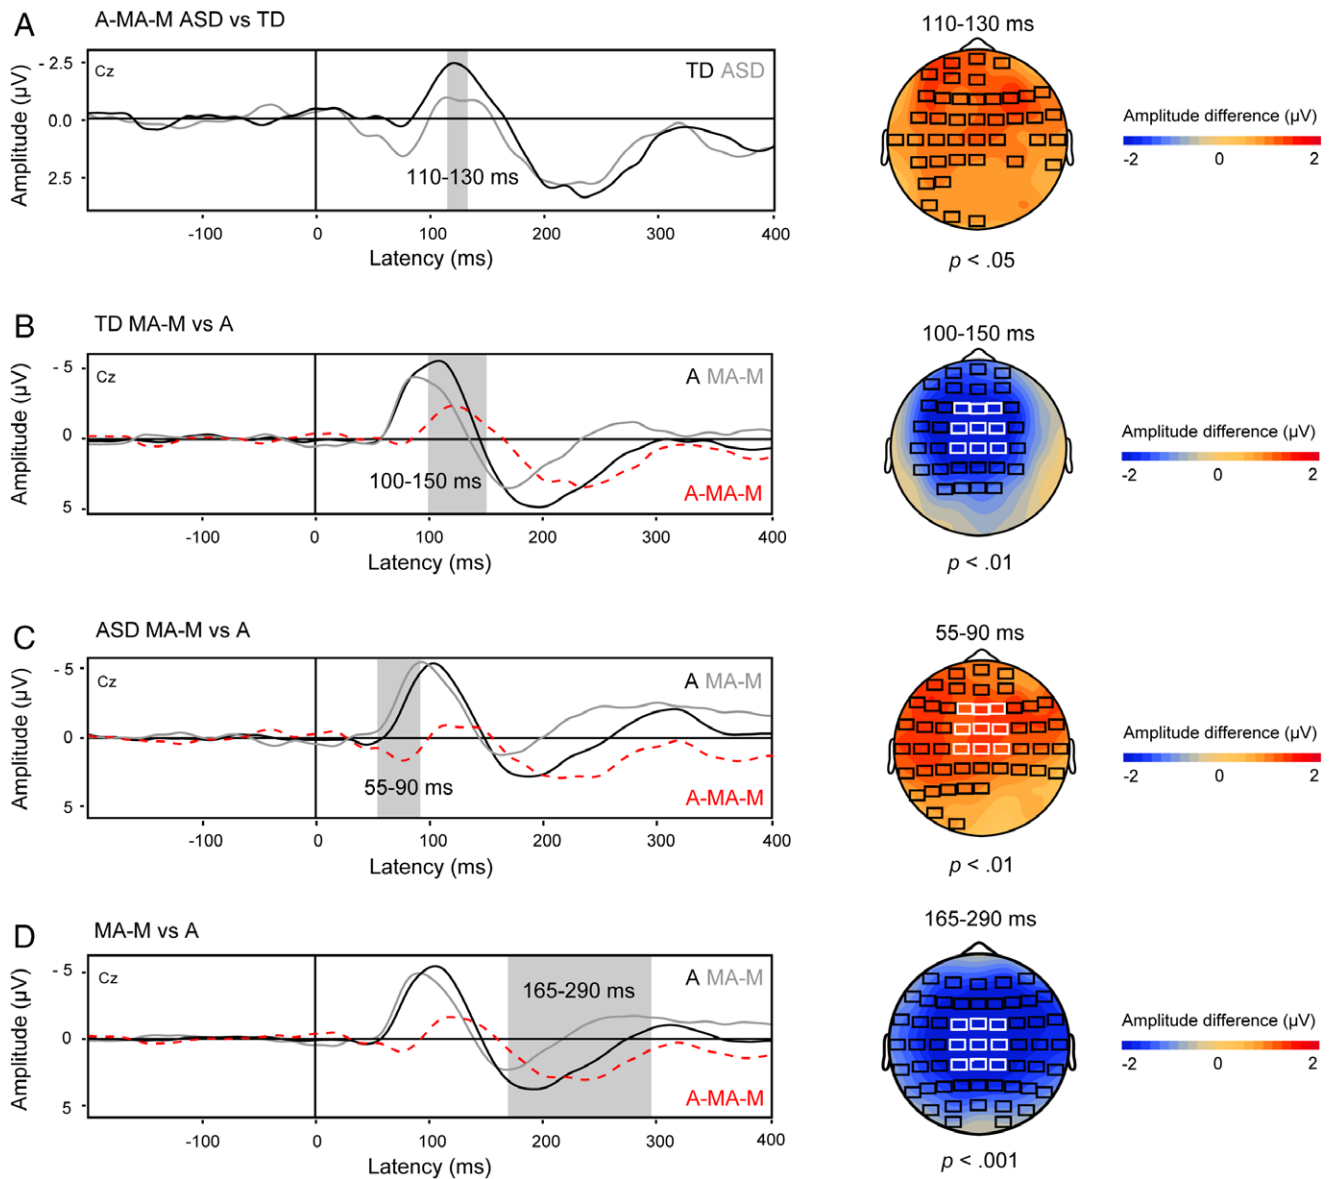 A
A-MA-M ASD vs TD
110-130 ms
Amplitude (µV)
- 2.5
0.0
2.5
Cz
TD ASD
110-130 ms
-100 0 100 200 300 400
Latency (ms)
Amplitude difference (µV)
-2 0 2
p < .05
B
TD MA-M vs A
100-150 ms
Amplitude (µV)
- 5
0
5
Cz
A MA-M
100-150 ms
A-MA-M
-100 0 100 200 300 400
Latency (ms)
Amplitude difference (µV)
-2 0 2
p < .01
C
ASD MA-M vs A
55-90 ms
Amplitude (µV)
- 5
0
5
Cz
A MA-M
55-90 ms
A-MA-M
-100 0 100 200 300 400
Latency (ms)
Amplitude difference (µV)
-2 0 2
p < .01
D
MA-M vs A
165-290 ms
Amplitude (µV)
- 5
0
5
Cz
A MA-M
165-290 ms
A-MA-M
-100 0 100 200 300 400
Latency (ms)
Amplitude difference (µV)
-2 0 2
p < .001